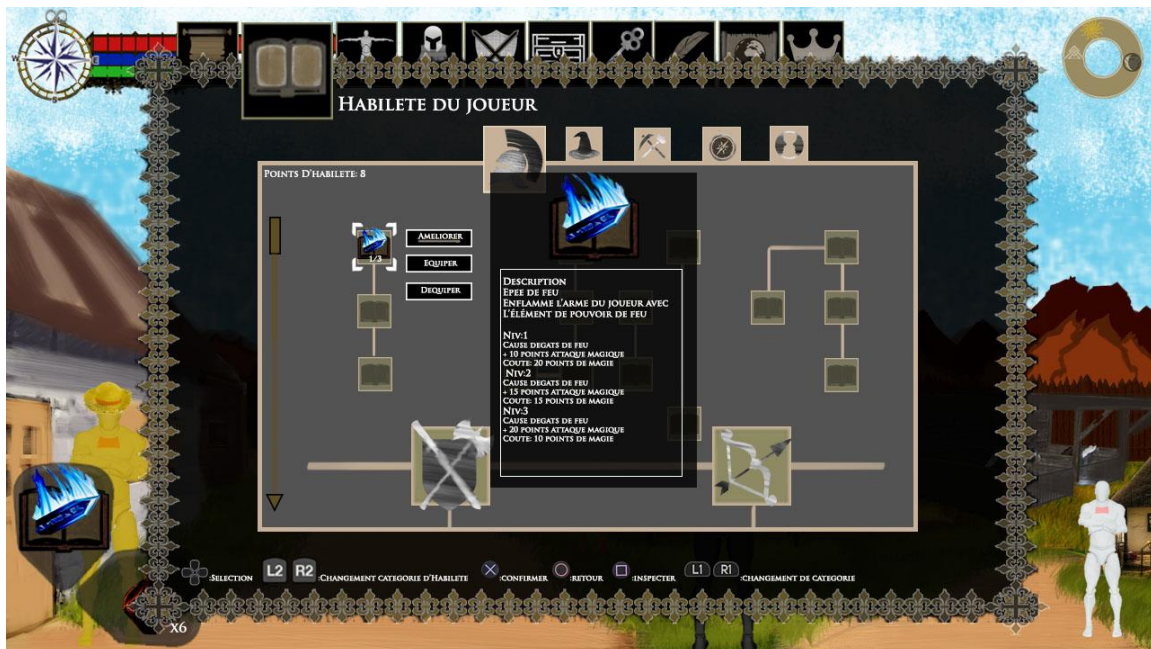 HABILETE DU JOUEUR
POINTS D'HABILETE: 8
1/3
AMELIORER
EQUIPER
DEQUIPER
DESCRIPTION
EPEE DE FEU
ENFLAMME L'ARME DU JOUEUR AVEC
L'ÉLÉMENT DE POUVOIR DE FEU
NIV:1
CAUSE DEGATS DE FEU
+ 10 POINTS ATTAQUE MAGIQUE
COUTE: 20 POINTS DE MAGIE
NIV:2
CAUSE DEGATS DE FEU
+ 15 POINTS ATTAQUE MAGIQUE
COUTE: 15 POINTS DE MAGIE
NIV:3
CAUSE DEGATS DE FEU
+ 20 POINTS ATTAQUE MAGIQUE
COUTE: 10 POINTS DE MAGIE
:SELECTION L2 R2 :CHANGEMENT CATEGORIE D'HABILETE :CONFIRMER :RETOUR :INSPECTER L1 R1 :CHANGEMENT DE CATEGORIE
X6